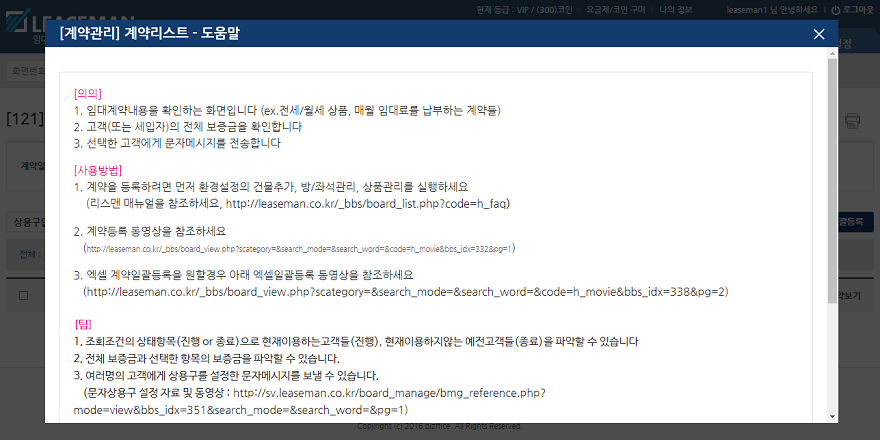 LEASEMAN
현재 등급 : VIP / (300)코인
요금제/코인 구매
나의 정보
leaseman1 님 안녕하세요
로그아웃
[계약관리] 계약리스트 - 도움말
화면번호
[121]
계약일
상용구
전체 :
[의의]
1. 임대계약내용을 확인하는 화면입니다 (ex.전세/월세 상품, 매월 임대료를 납부하는 계약들)
2. 고객(또는 세입자)의 전체 보증금을 확인합니다
3. 선택한 고객에게 문자메시지를 전송합니다
[사용방법]
1. 계약을 등록하려면 먼저 환경설정의 건물추가, 방/좌석관리, 상품관리를 실행하세요
(리스맨 매뉴얼을 참조하세요, http://leaseman.co.kr/_bbs/board_list.php?code=h_faq)
2. 계약등록 동영상을 참조하세요
(http://leaseman.co.kr/_bbs/board_view.php?scategory=&search_mode=&search_word=&code=h_movie&bbs_idx=332&pg=1)
3. 엑셀 계약일괄등록을 원할경우 아래 엑셀일괄등록 동영상을 참조하세요
(http://leaseman.co.kr/_bbs/board_view.php?scategory=&search_mode=&search_word=&code=h_movie&bbs_idx=338&pg=2)
[팁]
1. 조회조건의 상태항목(진행 or 종료)으로 현재이용하는고객들(진행), 현재이용하지않는 예전고객들(종료)을 파악할 수 있습니다
2. 전체 보증금과 선택한 항목의 보증금을 파악할 수 있습니다.
3. 여러명의 고객에게 상용구를 설정한 문자메시지를 보낼 수 있습니다.
(문자상용구 설정 자료 및 동영상 : http://sv.leaseman.co.kr/board_manage/bmg_reference.php?
mode=view&bbs_idx=351&search_mode=&search_word=&pg=1)
Copyright (c) 2016 bizffice. All Rights Reserved.